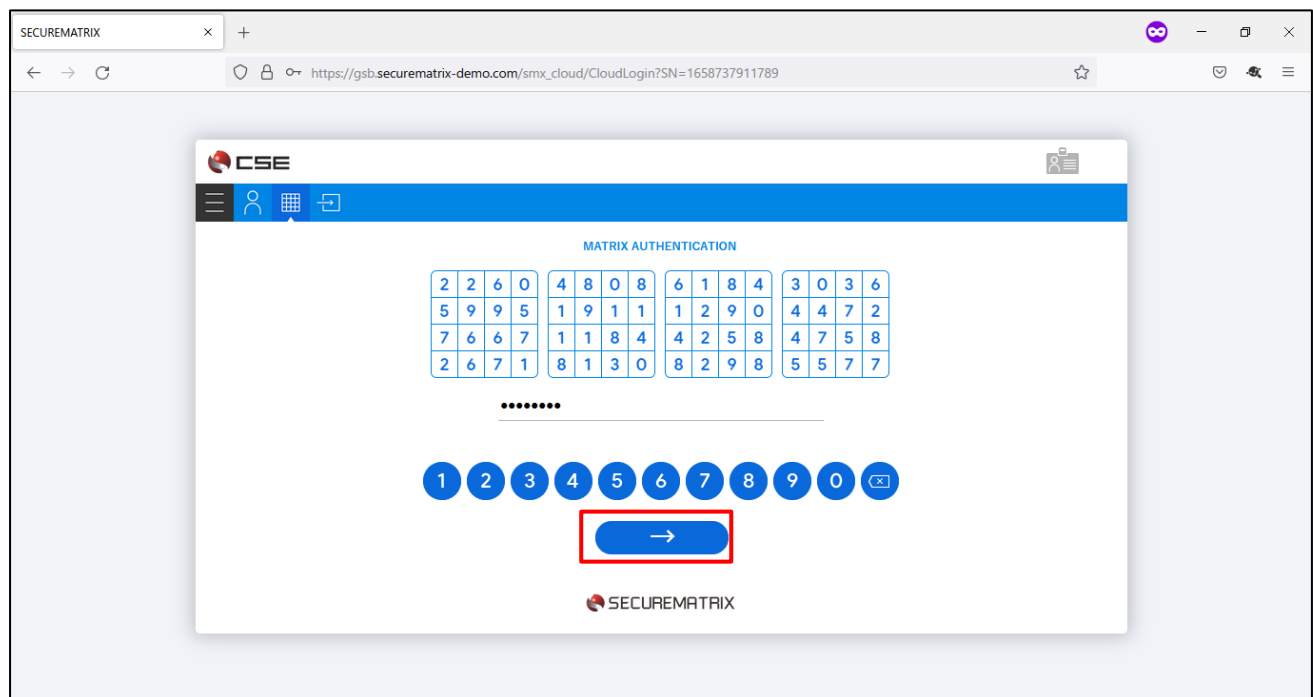 SECUREMATRIX
https://gsb.securematrix-demo.com/smx_cloud/CloudLogin?SN=1658737911789
CSE
MATRIX AUTHENTICATION
2 2 6 0 4 8 0 8 6 1 8 4 3 0 3 6
5 9 9 5 1 9 1 1 1 2 9 0 4 4 7 2
7 6 6 7 1 1 8 4 4 2 5 8 4 7 5 8
2 6 7 1 8 1 3 0 8 2 9 8 5 5 7 7
••••••••
1 2 3 4 5 6 7 8 9 0
SECUREMATRIX